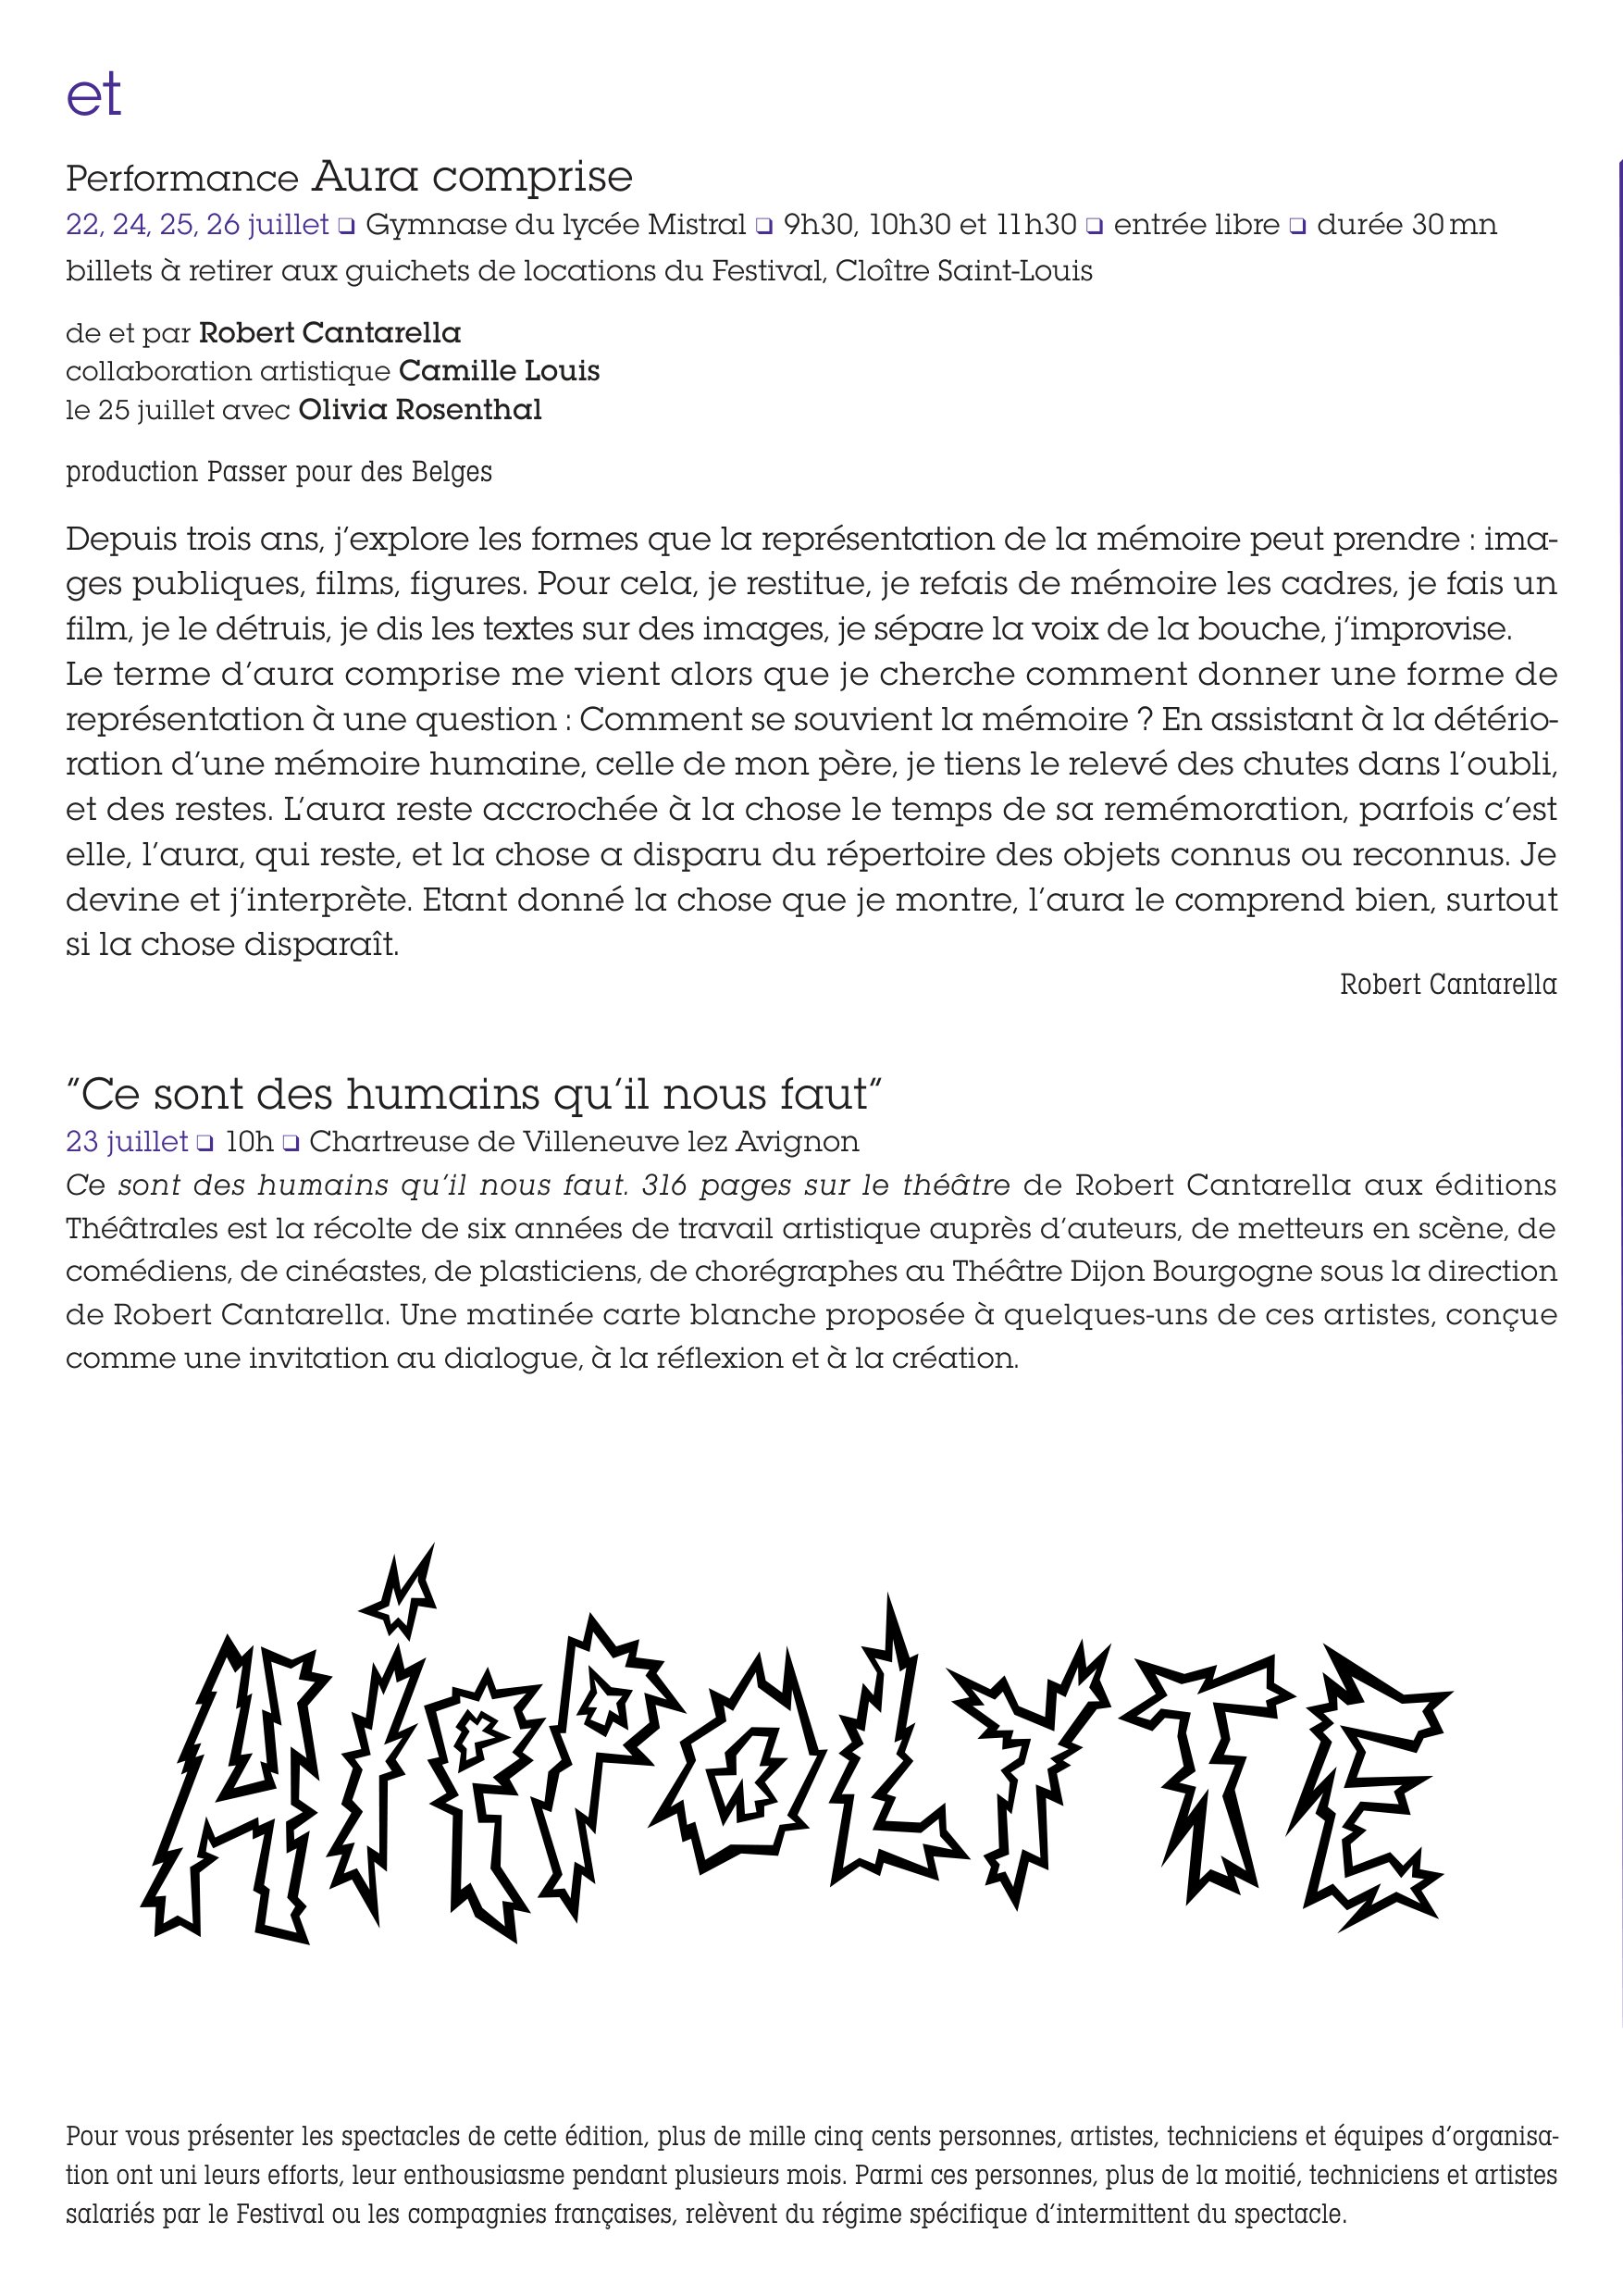 et
Performance Aura comprise
22, 24, 25, 26 juillet ❏ Gymnase du lycée Mistral ❏ 9h30, 10h30 et 11h30 ❏ entrée libre ❏ durée 30 mn
billets à retirer aux guichets de locations du Festival, Cloître Saint-Louis
de et par Robert Cantarella
collaboration artistique Camille Louis
le 25 juillet avec Olivia Rosenthal
production Passer pour des Belges
Depuis trois ans, j’explore les formes que la représentation de la mémoire peut prendre : ima-
ges publiques, films, figures. Pour cela, je restitue, je refais de mémoire les cadres, je fais un
film, je le détruis, je dis les textes sur des images, je sépare la voix de la bouche, j’improvise.
Le terme d’aura comprise me vient alors que je cherche comment donner une forme de
représentation à une question : Comment se souvient la mémoire ? En assistant à la détério-
ration d’une mémoire humaine, celle de mon père, je tiens le relevé des chutes dans l’oubli,
et des restes. L’aura reste accrochée à la chose le temps de sa remémoration, parfois c’est
elle, l’aura, qui reste, et la chose a disparu du répertoire des objets connus ou reconnus. Je
devine et j’interprète. Etant donné la chose que je montre, l’aura le comprend bien, surtout
si la chose disparaît.
Robert Cantarella
“Ce sont des humains qu’il nous faut”
23 juillet ❏ 10h ❏ Chartreuse de Villeneuve lez Avignon
Ce sont des humains qu’il nous faut. 316 pages sur le théâtre de Robert Cantarella aux éditions
Théâtrales est la récolte de six années de travail artistique auprès d’auteurs, de metteurs en scène, de
comédiens, de cinéastes, de plasticiens, de chorégraphes au Théâtre Dijon Bourgogne sous la direction
de Robert Cantarella. Une matinée carte blanche proposée à quelques-uns de ces artistes, conçue
comme une invitation au dialogue, à la réflexion et à la création.
HiPPOLYTE
Pour vous présenter les spectacles de cette édition, plus de mille cinq cents personnes, artistes, techniciens et équipes d’organisa-
tion ont uni leurs efforts, leur enthousiasme pendant plusieurs mois. Parmi ces personnes, plus de la moitié, techniciens et artistes
salariés par le Festival ou les compagnies françaises, relèvent du régime spécifique d’intermittent du spectacle.